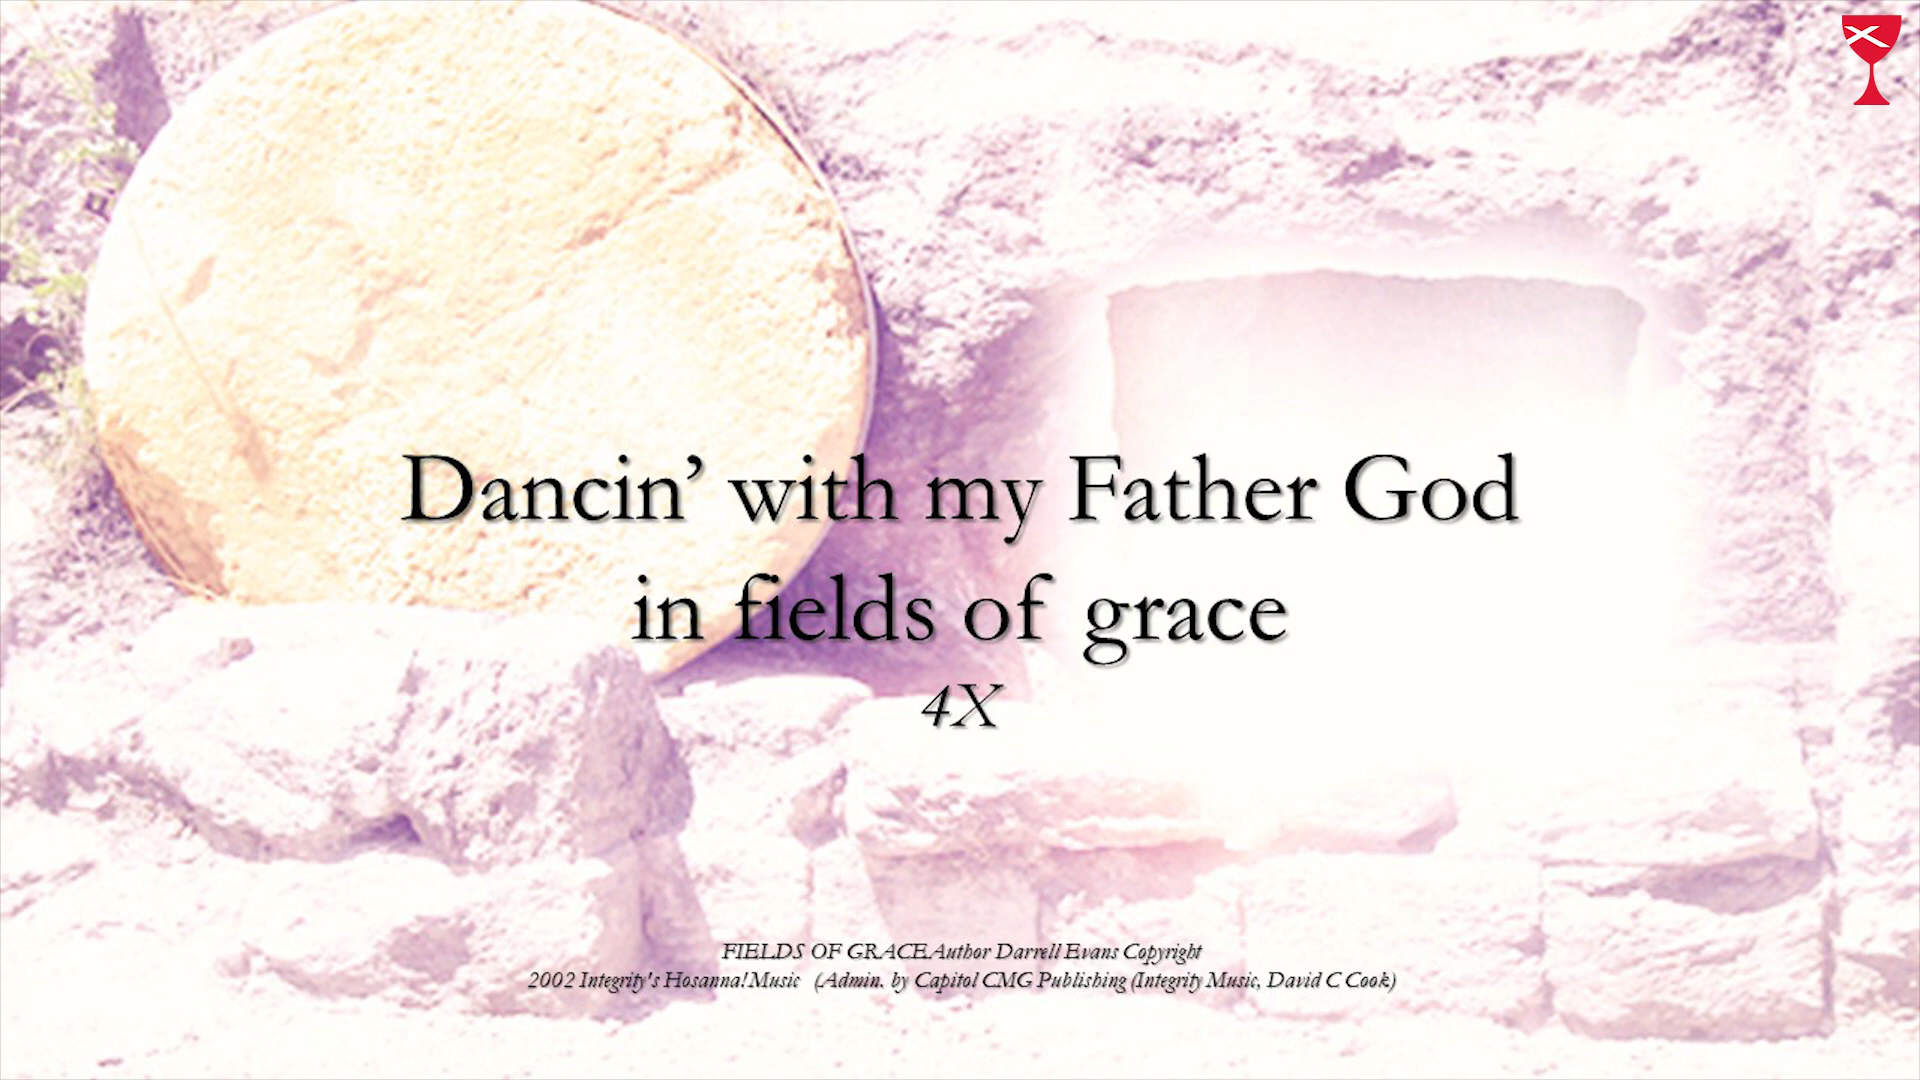 Dancin’ with my Father God
in fields of grace
4X
FIELDS OF GRACE Author Darrell Evans Copyright
2002 Integrity's Hosanna! Music (Admin. by Capitol CMG Publishing (Integrity Music, David C Cook)